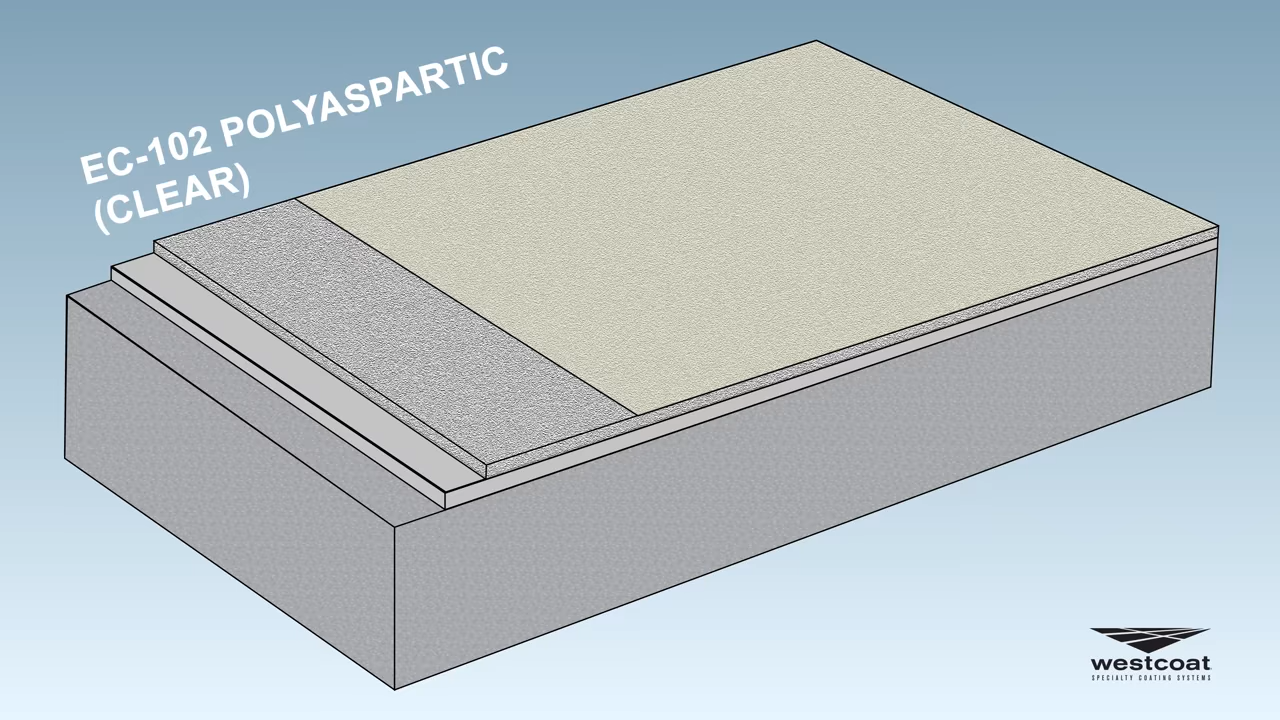 EC-102 POLYASPARTIC
(CLEAR)
westcoat
SPECIALTY COATING SYSTEMS